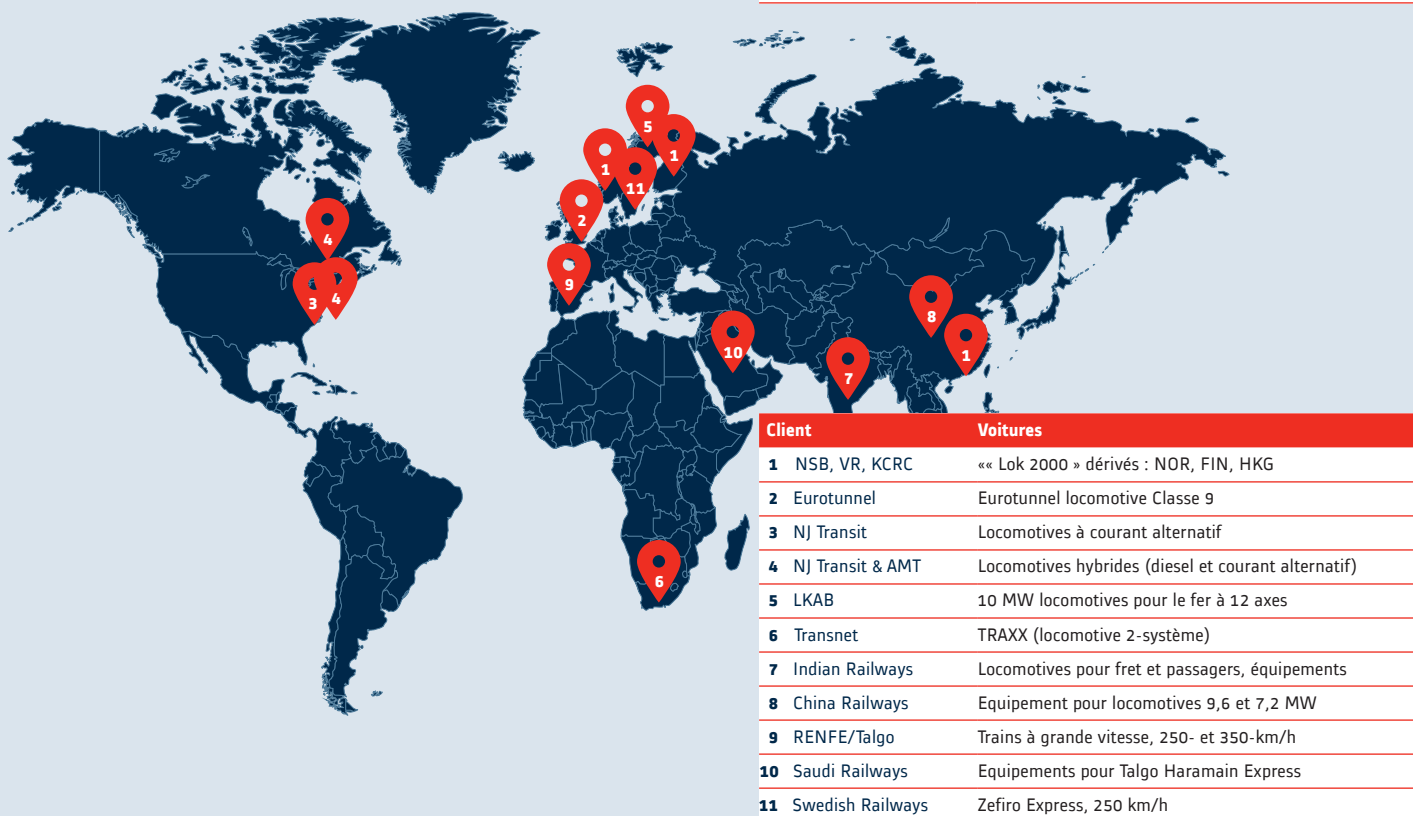 5
1
1
11
2
4
9
3
4
8
10
1
7
6
Client Voitures
1 NSB, VR, KCRC «« Lok 2000 » dérivés : NOR, FIN, HKG
2 Eurotunnel Eurotunnel locomotive Classe 9
3 NJ Transit Locomotives à courant alternatif
4 NJ Transit & AMT Locomotives hybrides (diesel et courant alternatif)
5 LKAB 10 MW locomotives pour le fer à 12 axes
6 Transnet TRAXX (locomotive 2-système)
7 Indian Railways Locomotives pour fret et passagers, équipements
8 China Railways Equipement pour locomotives 9,6 et 7,2 MW
9 RENFE/Talgo Trains à grande vitesse, 250- et 350-km/h
10 Saudi Railways Equipements pour Talgo Haramain Express
11 Swedish Railways Zefiro Express, 250 km/h